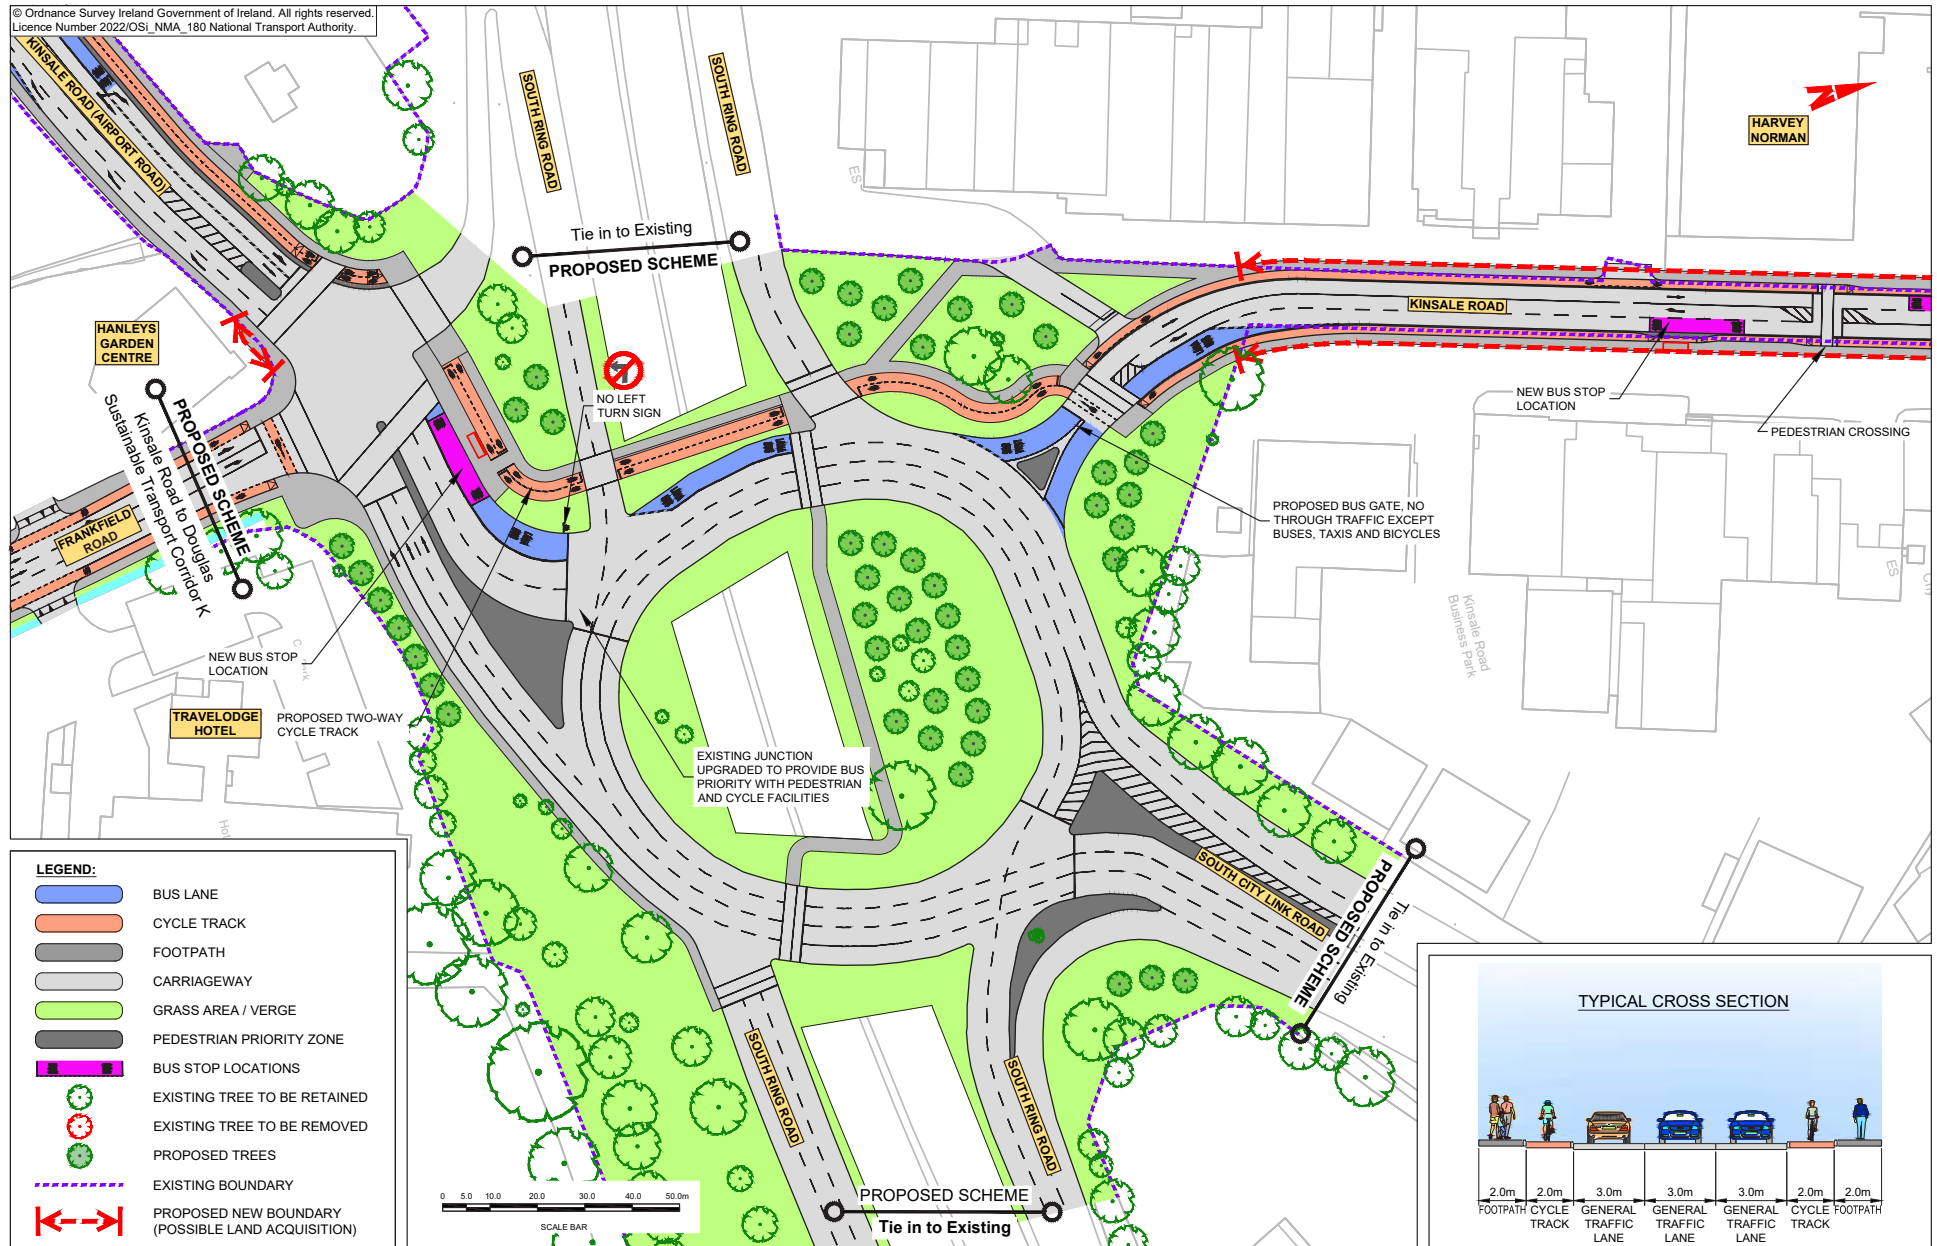 © Ordnance Survey Ireland Government of Ireland. All rights reserved.
Licence Number 2022/OSi_NMA_180 National Transport Authority.
KINSALE ROAD (AIRPORT ROAD)
SOUTH RING ROAD
SOUTH RING ROAD
Tie in to Existing
PROPOSED SCHEME
ES
HARVEY
NORMAN
N
KINSALE ROAD
HANLEYS
GARDEN
CENTRE
NO LEFT
TURN SIGN
NEW BUS STOP
LOCATION
PEDESTRIAN CROSSING
PROPOSED SCHEME
Kinsale Road to Douglas
Sustainable Transport Corridor K
FRANKFIELD
ROAD
PROPOSED BUS GATE, NO
THROUGH TRAFFIC EXCEPT
BUSES, TAXIS AND BICYCLES
ES
Kinsale Road
Business Park
NEW BUS STOP
LOCATION
TRAVELODGE
HOTEL
PROPOSED TWO-WAY
CYCLE TRACK
EXISTING JUNCTION
UPGRADED TO PROVIDE BUS
PRIORITY WITH PEDESTRIAN
AND CYCLE FACILITIES
SOUTH CITY LINK ROAD
PROPOSED SCHEME
Tie in to Existing
SOUTH RING ROAD
SOUTH RING ROAD
PROPOSED SCHEME
Tie in to Existing
LEGEND:
BUS LANE
CYCLE TRACK
FOOTPATH
CARRIAGEWAY
GRASS AREA / VERGE
PEDESTRIAN PRIORITY ZONE
BUS STOP LOCATIONS
EXISTING TREE TO BE RETAINED
EXISTING TREE TO BE REMOVED
PROPOSED TREES
EXISTING BOUNDARY
PROPOSED NEW BOUNDARY
(POSSIBLE LAND ACQUISITION)
0 5.0 10.0 20.0 30.0 40.0 50.0m
SCALE BAR
TYPICAL CROSS SECTION
2.0m 2.0m 3.0m 3.0m 3.0m 2.0m 2.0m
FOOTPATH CYCLE GENERAL GENERAL GENERAL CYCLE FOOTPATH
TRACK TRAFFIC TRAFFIC TRAFFIC TRACK
LANE LANE LANE